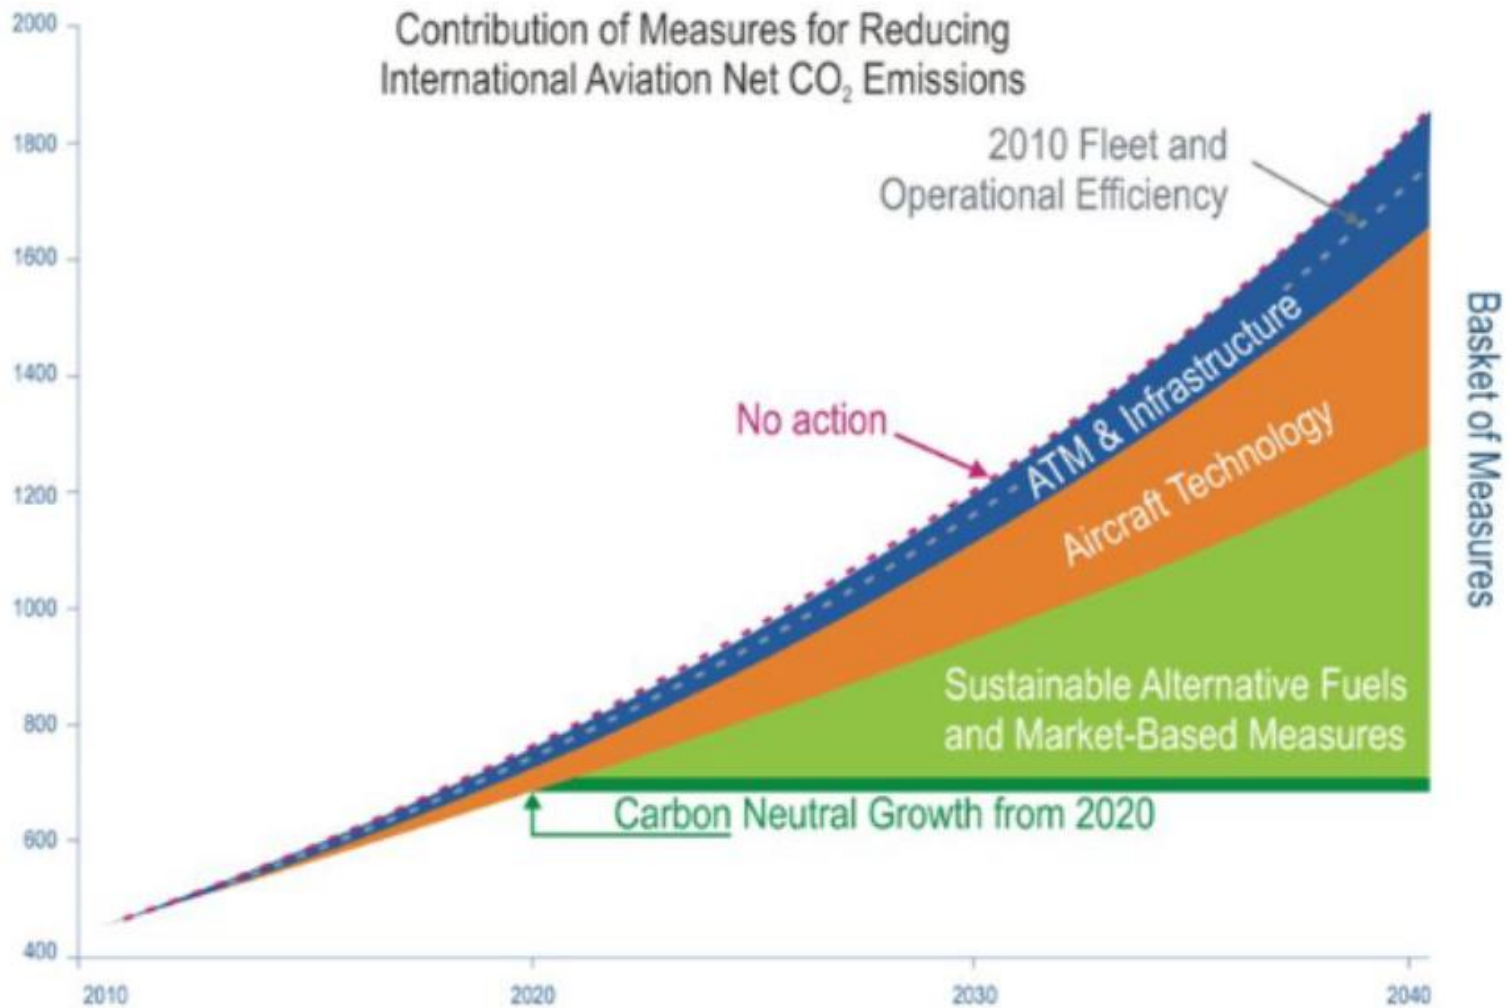 Contribution of Measures for Reducing
International Aviation Net CO₂ Emissions
2000
1800
1600
1400
1200
1000
800
600
400
2010 Fleet and
Operational Efficiency
No action
ATM & Infrastructure
Aircraft Technology
Sustainable Alternative Fuels
and Market-Based Measures
Carbon Neutral Growth from 2020
Basket of Measures
2010
2020
2030
2040